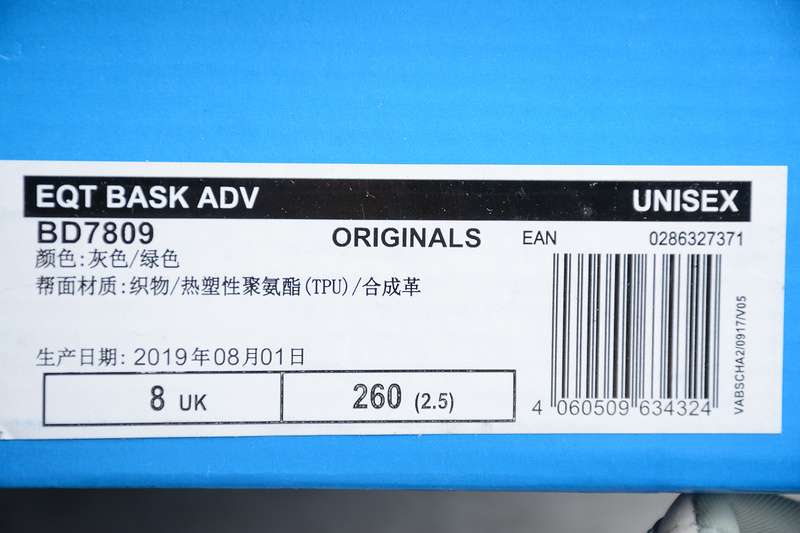 EQT BASK ADV UNISEX
BD7809 ORIGINALS EAN 0286327371
颜色:灰色/绿色
帮面材质:织物/热塑性聚氨酯(TPU)/合成革
生产日期: 2019年08月01日
8 UK 260 (2.5)
4 060509 634324
VABSCHA2/0917/V05